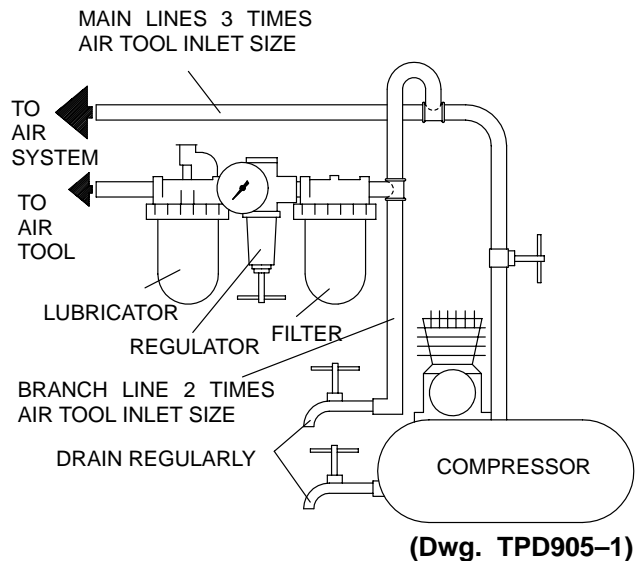 MAIN LINES 3 TIMES
AIR TOOL INLET SIZE
TO
AIR
SYSTEM
TO
AIR
TOOL
LUBRICATOR
REGULATOR
FILTER
BRANCH LINE 2 TIMES
AIR TOOL INLET SIZE
DRAIN REGULARLY
COMPRESSOR
(Dwg. TPD905–1)